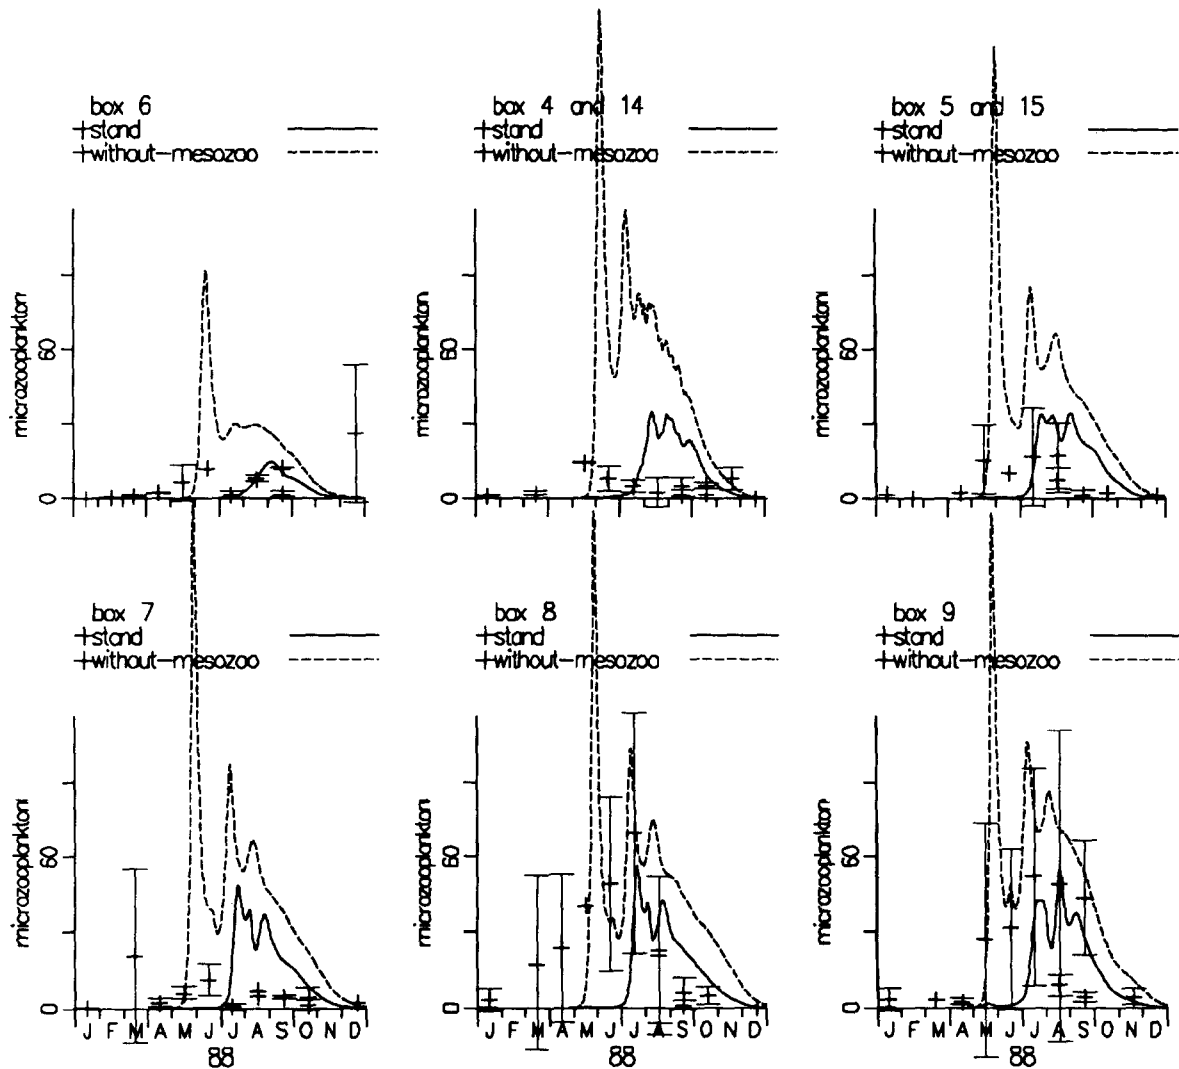 box 6
+stand
+without-mesozoo
microzooplankton
60
0
box 4 and 14
+stand
+without-mesozoo
microzooplankton
60
0
box 5 and 15
+stand
+without-mesozoo
microzooplankton
60
0
box 7
+stand
+without-mesozoo
microzooplankton
60
0
J F M A M J J A S O N D
88
box 8
+stand
+without-mesozoo
microzooplankton
60
0
J F M A M J J A S O N D
88
box 9
+stand
+without-mesozoo
microzooplankton
60
0
J F M A M J J A S O N D
88